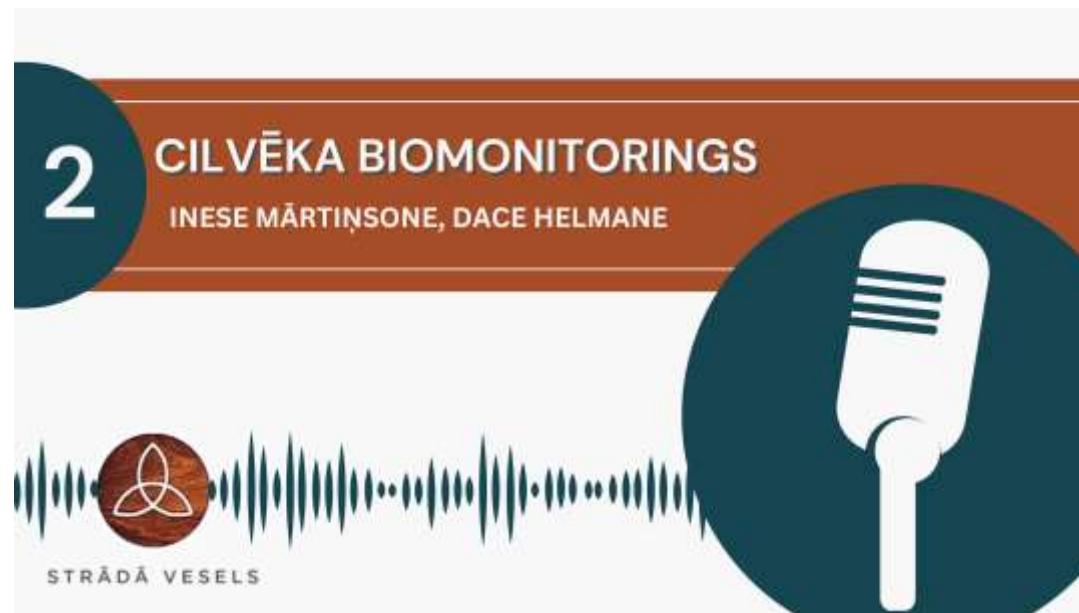 2
CILVĒKA BIOMONITORINGS
INESE MĀRTIŅSONE, DACE HELMANE
STRĀDĀ VESELS